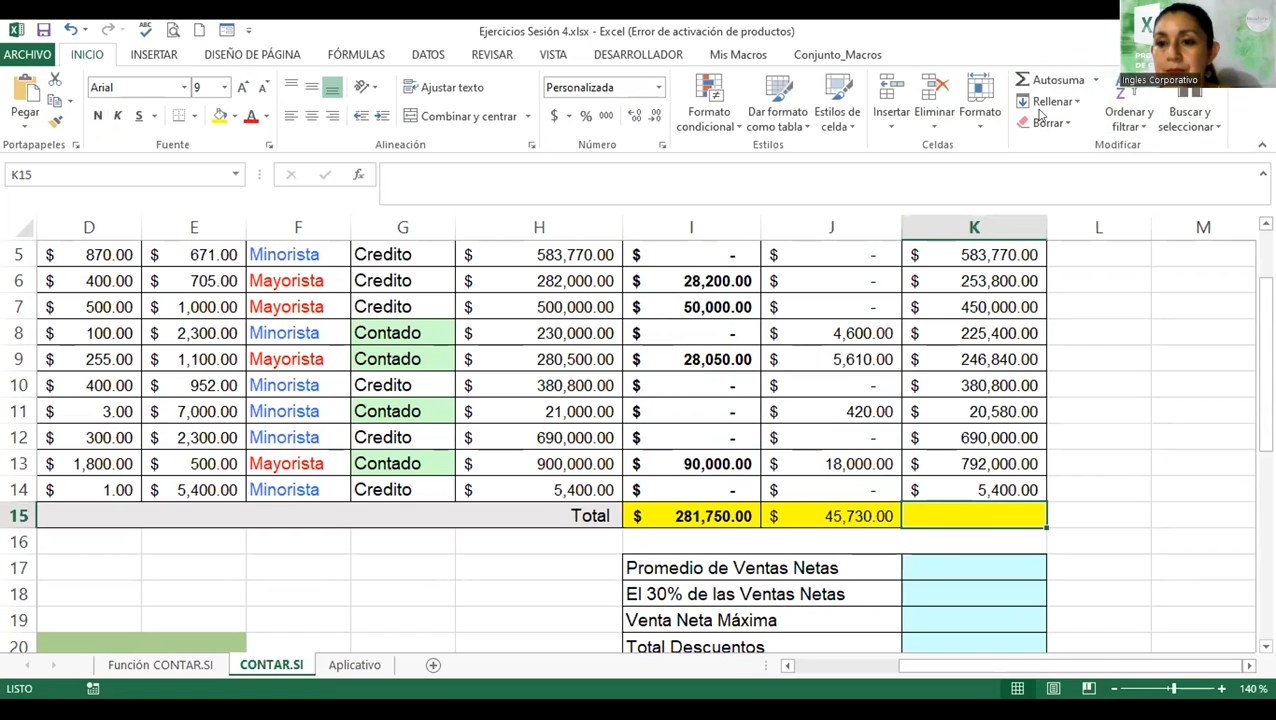 Ejercicios Sesión 4.xlsx - Excel (Error de activación de productos)
ARCHIVO INICIO INSERTAR DISEÑO DE PÁGINA FÓRMULAS DATOS REVISAR VISTA DESARROLLADOR Mis Macros Conjunto_Macros
Ingles Corporativo
Pegar
Arial 9
N K S
Ajustar texto
Combinar y centrar
Personalizada
$ % 000
Formato condicional
Dar formato como tabla
Estilos de celda
Insertar
Eliminar
Formato
Autosuma
Rellenar
Borrar
Ordenar y filtrar
Buscar y seleccionar
Portapapeles Fuente Alineación Número Estilos Celdas Modificar
K15 fx
D E F G H I J K L M
5 $ 870.00 $ 671.00 Minorista Credito $ 583,770.00 $ - $ - $ 583,770.00
6 $ 400.00 $ 705.00 Mayorista Credito $ 282,000.00 $ 28,200.00 $ - $ 253,800.00
7 $ 500.00 $ 1,000.00 Mayorista Credito $ 500,000.00 $ 50,000.00 $ - $ 450,000.00
8 $ 100.00 $ 2,300.00 Minorista Contado $ 230,000.00 $ - $ 4,600.00 $ 225,400.00
9 $ 255.00 $ 1,100.00 Mayorista Contado $ 280,500.00 $ 28,050.00 $ 5,610.00 $ 246,840.00
10 $ 400.00 $ 952.00 Minorista Credito $ 380,800.00 $ - $ - $ 380,800.00
11 $ 3.00 $ 7,000.00 Minorista Contado $ 21,000.00 $ - $ 420.00 $ 20,580.00
12 $ 300.00 $ 2,300.00 Minorista Credito $ 690,000.00 $ - $ - $ 690,000.00
13 $ 1,800.00 $ 500.00 Mayorista Contado $ 900,000.00 $ 90,000.00 $ 18,000.00 $ 792,000.00
14 $ 1.00 $ 5,400.00 Minorista Credito $ 5,400.00 $ - $ - $ 5,400.00
15 Total $ 281,750.00 $ 45,730.00
16
17 Promedio de Ventas Netas
18 El 30% de las Ventas Netas
19 Venta Neta Máxima
20 Total Descuentos
Función CONTAR.SI CONTAR.SI Aplicativo
LISTO 140 %